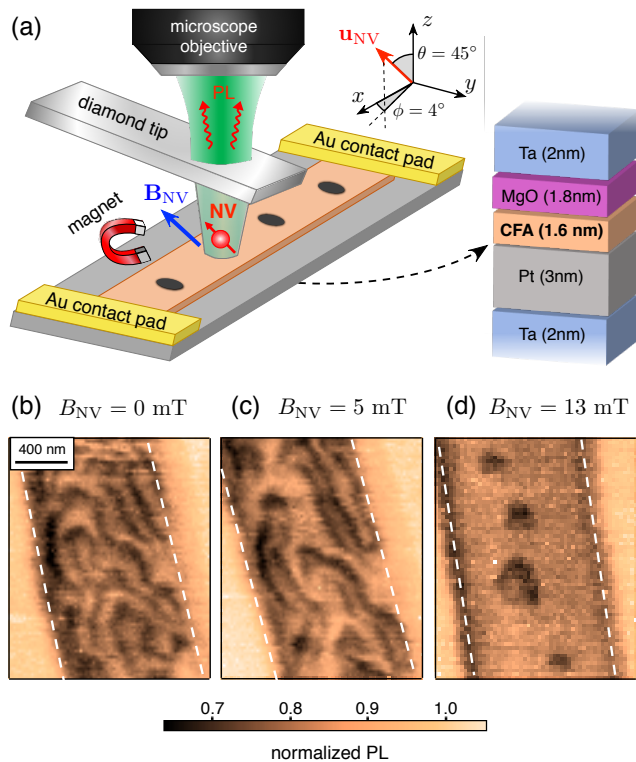 (a)
microscope
objective
PL
diamond tip
Au contact pad
B_NV
NV
magnet
Au contact pad
u_NV
z
θ = 45°
y
x
ϕ = 4°
Ta (2nm)
MgO (1.8nm)
CFA (1.6 nm)
Pt (3nm)
Ta (2nm)
(b) B_NV = 0 mT
(c) B_NV = 5 mT
(d) B_NV = 13 mT
400 nm
0.7 0.8 0.9 1.0
normalized PL